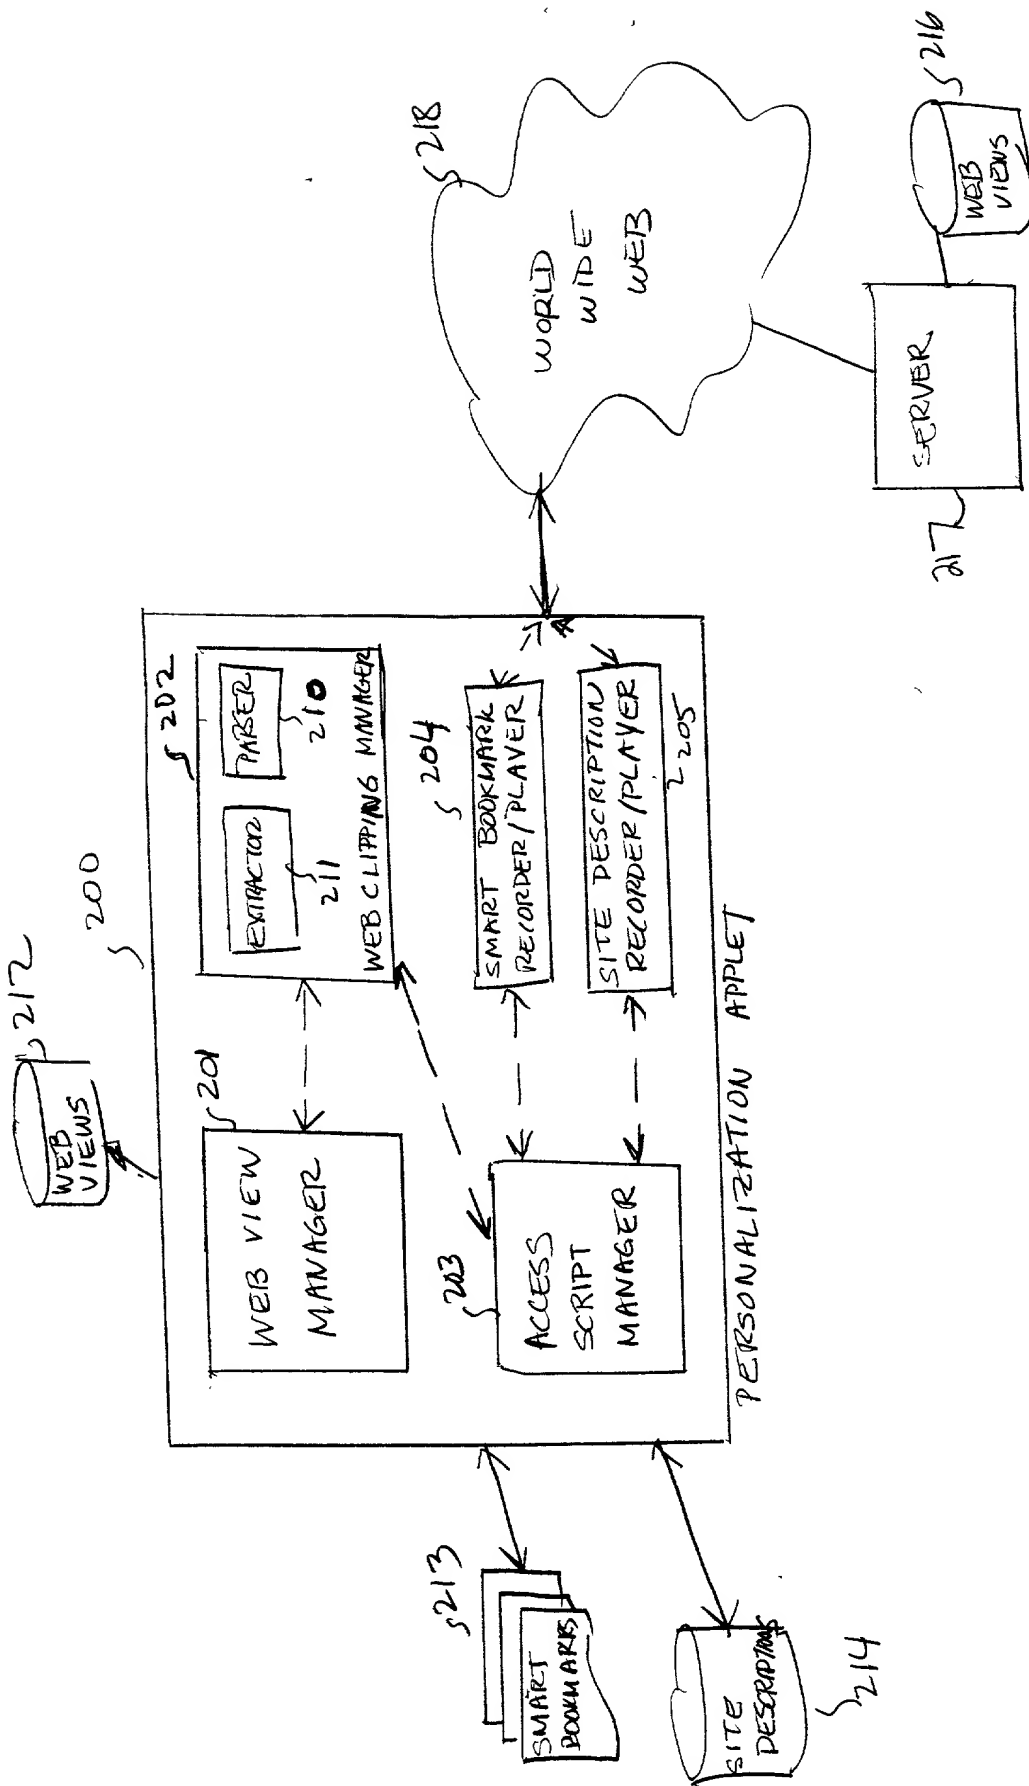 212
WEB
VIEWS
200
201
WEB VIEW
MANAGER
202
EXTRACTOR
211
PARSER
210
WEB CLIPPING MANAGER
203
ACCESS
SCRIPT
MANAGER
204
SMART BOOKMARK
RECORDER/PLAYER
SITE DESCRIPTION
RECORDER/PLAYER
205
PERSONALIZATION APPLET
213
SMART
BOOKMARKS
SITE
DESCRIPTIONS
214
218
WORLD
WIDE
WEB
217
SERVER
WEB
VIEWS
216